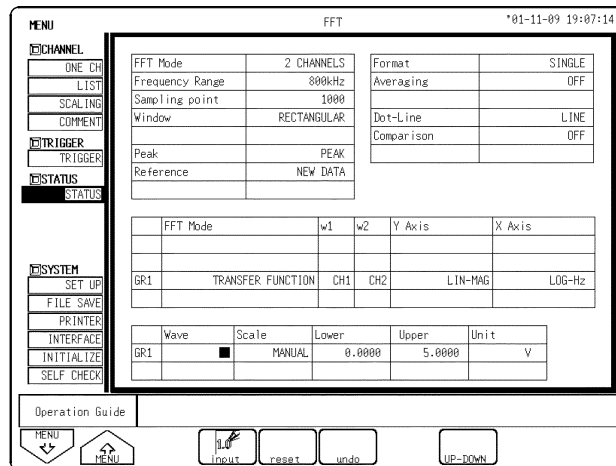 MENU FFT '01-11-09 19:07:14
CHANNEL
ONE CH
LIST
SCALING
COMMENT
TRIGGER
TRIGGER
STATUS
STATUS
SYSTEM
SET UP
FILE SAVE
PRINTER
INTERFACE
INITIALIZE
SELF CHECK
FFT Mode 2 CHANNELS
Frequency Range 800kHz
Sampling point 1000
Window RECTANGULAR
Peak PEAK
Reference NEW DATA
Format SINGLE
Averaging OFF
Dot-Line LINE
Comparison OFF
FFT Mode w1 w2 Y Axis X Axis
GR1 TRANSFER FUNCTION CH1 CH2 LIN-MAG LOG-Hz
Wave Scale Lower Upper Unit
GR1 MANUAL 0.0000 5.0000 V
Operation Guide
MENU
MENU
1.0
input
reset
undo
UP-DOWN